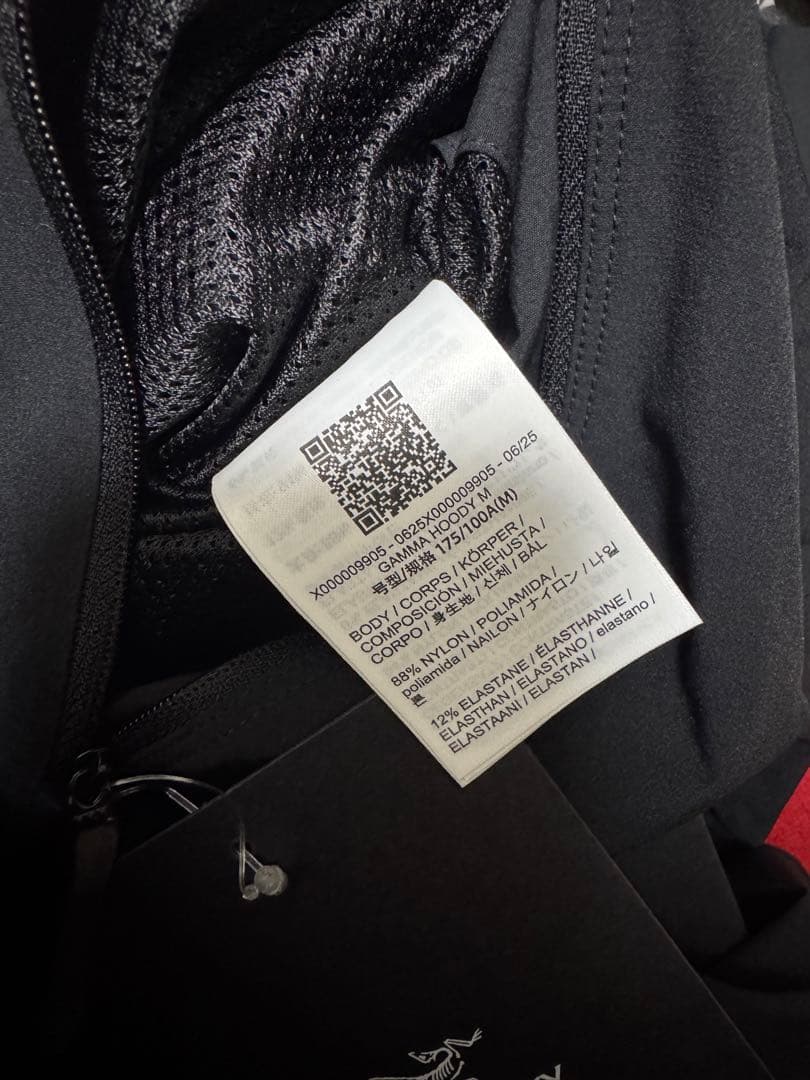 X000009905 - 0625X000009905 - 06/25
GAMMA HOODY M
号型/规格 175/100A(M)
BODY / CORPS / KÖRPER /
COMPOSICIÓN / MIEHUSTA /
CORPO / 身生地 / 신체 / BAL
88% NYLON / POLIAMIDA /
poliamida / NAILON / ナイロン / 나일
론
12% ELASTANE / ÉLASTHANNE /
ELASTHAN / ELASTANO / elastano /
ELASTAANI / ELASTAN /